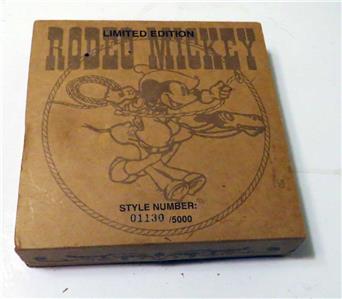 LIMITED EDITION
RODEO MICKEY
STYLE NUMBER:
01130 /5000